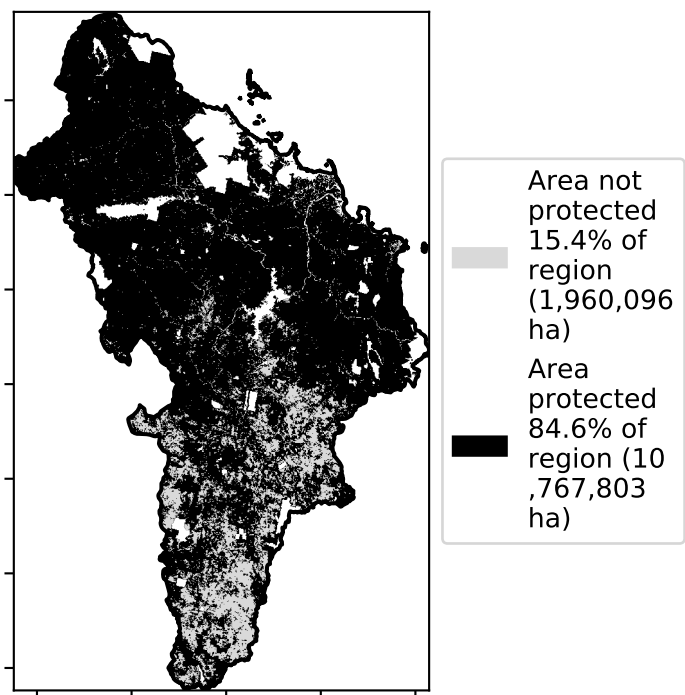 Area not
protected
15.4% of
region
(1,960,096
ha)
Area
protected
84.6% of
region (10
,767,803
ha)